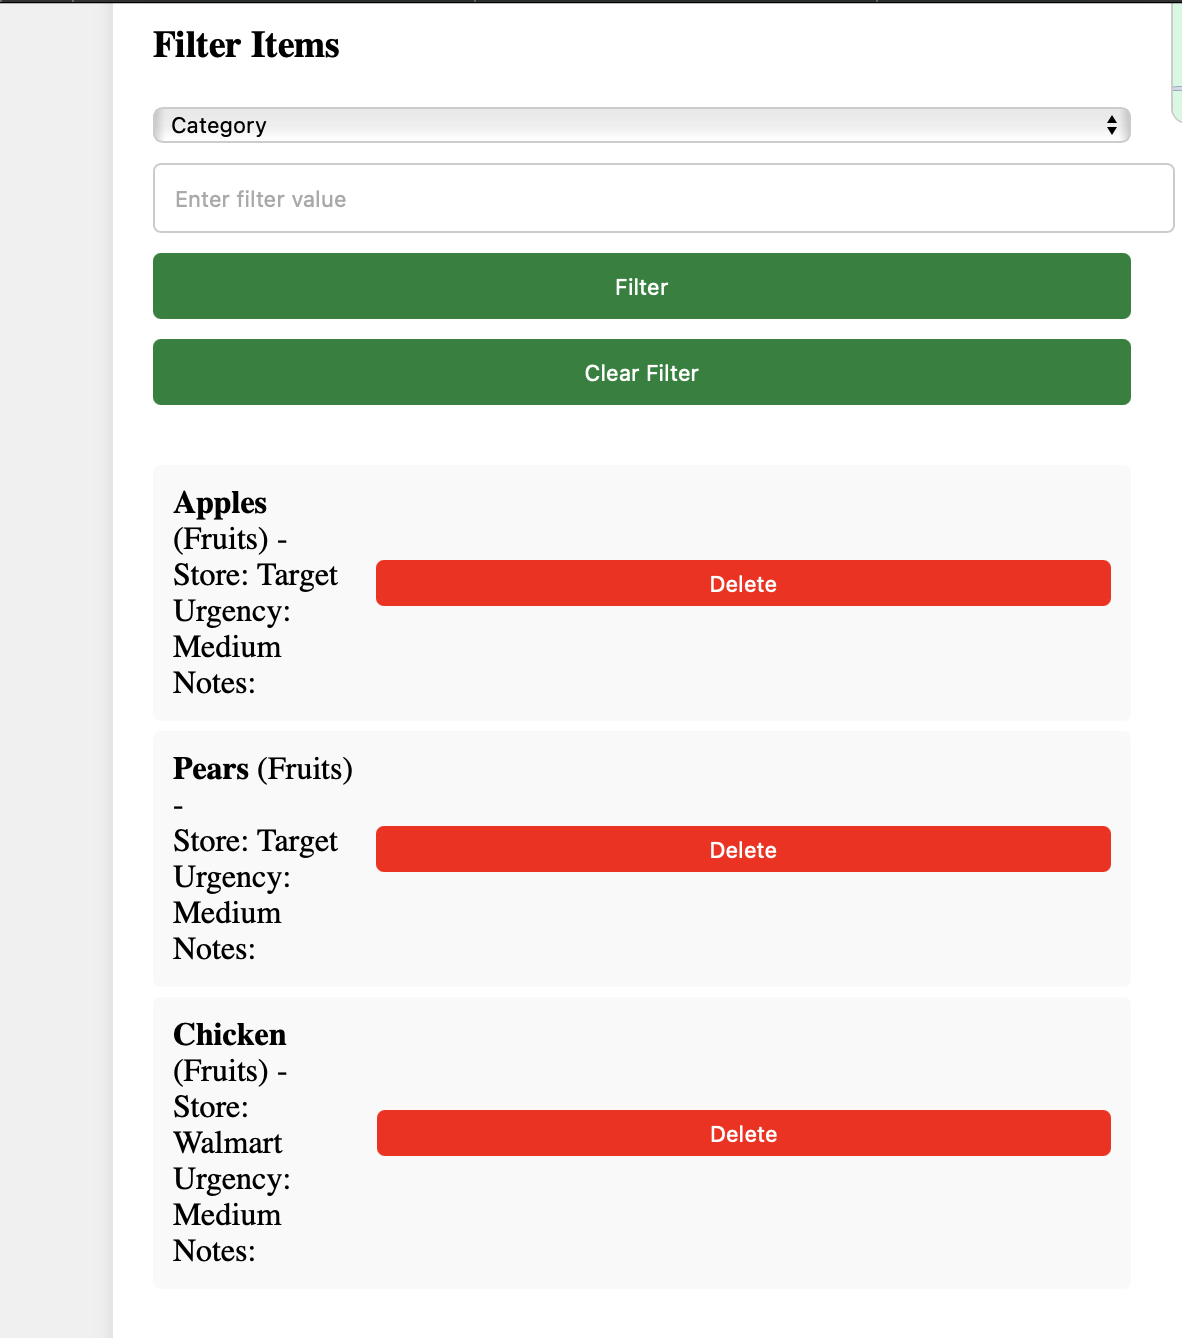 Filter Items
Category
Enter filter value
Filter
Clear Filter
Apples
(Fruits) -
Store: Target
Urgency:
Medium
Notes:
Delete
Pears (Fruits)
-
Store: Target
Urgency:
Medium
Notes:
Delete
Chicken
(Fruits) -
Store:
Walmart
Urgency:
Medium
Notes:
Delete